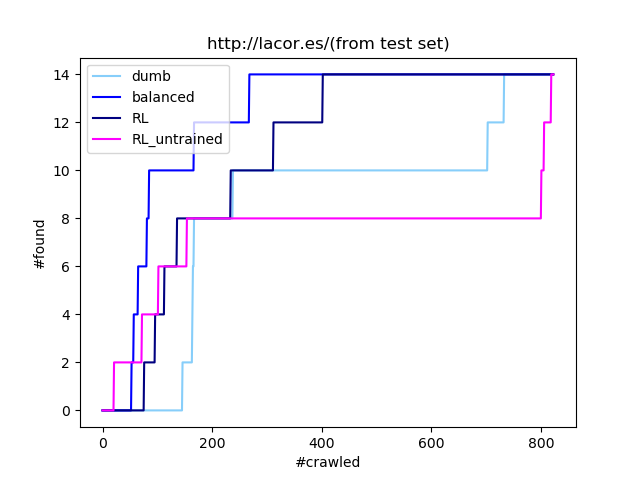 http://lacor.es/(from test set)
dumb
balanced
RL
RL_untrained
14
12
10
8
6
4
2
0
#found
0 200 400 600 800
#crawled